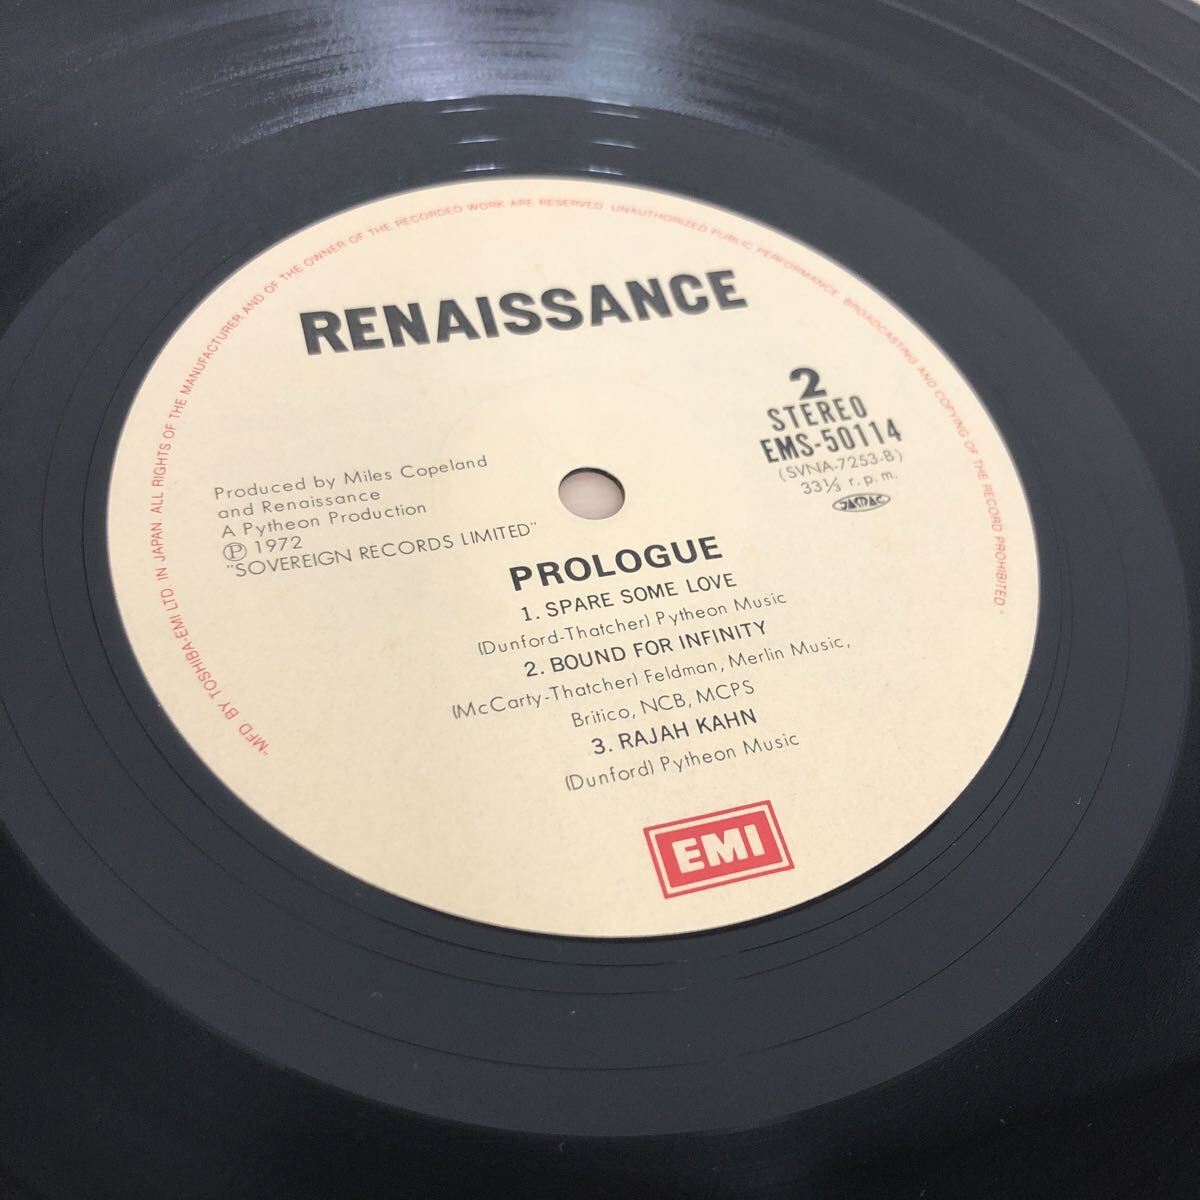 "MFD BY TOSHIBA-EMI LTD. IN JAPAN. ALL RIGHTS OF THE MANUFACTURER AND OF THE OWNER OF THE RECORDED WORK ARE RESERVED. UNAUTHORIZED PUBLIC PERFORMANCE. BROADCASTING AND COPYING OF THE RECORD PROHIBITED"
RENAISSANCE
2
STEREO
EMS-50114
(SVNA-7253-B)
33⅓ r.p.m.
JASRAC
Produced by Miles Copeland
and Renaissance
A Pytheon Production
Ⓟ 1972
"SOVEREIGN RECORDS LIMITED"
PROLOGUE
1. SPARE SOME LOVE
(Dunford-Thatcher) Pytheon Music
2. BOUND FOR INFINITY
(McCarty-Thatcher) Feldman, Merlin Music,
Britico, NCB, MCPS
3. RAJAH KAHN
(Dunford) Pytheon Music
EMI